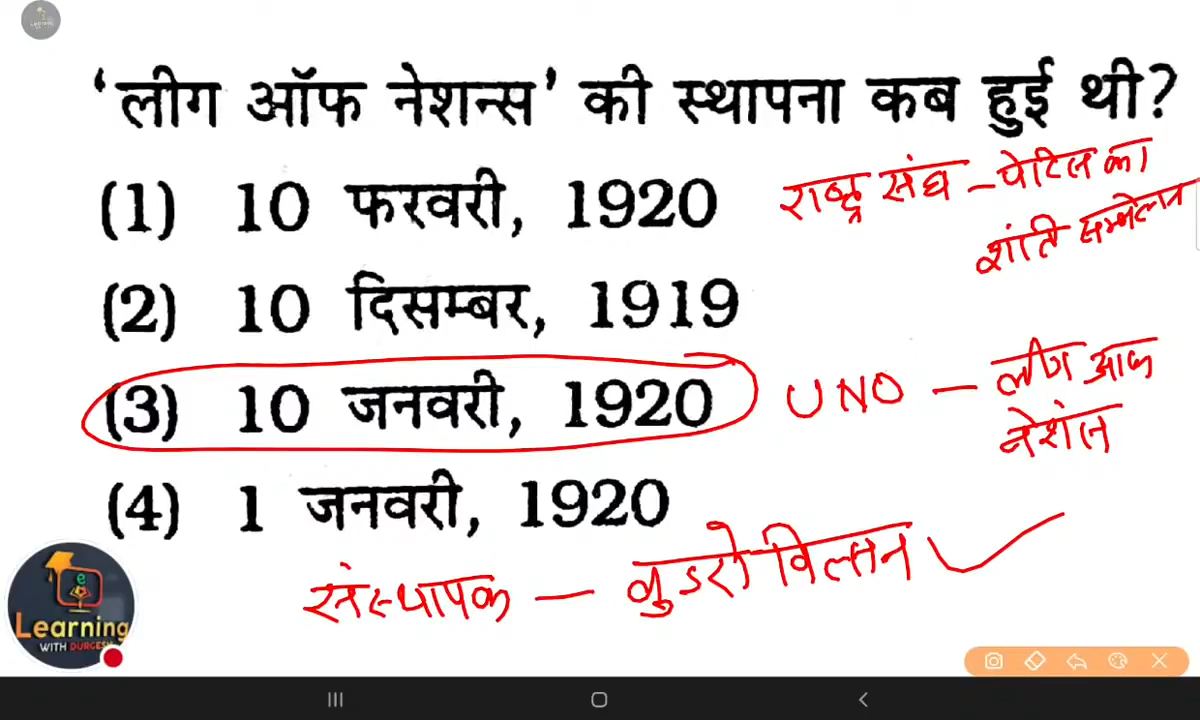 'लीग ऑफ नेशन्स' की स्थापना कब हुई थी?
(1) 10 फरवरी, 1920
राष्ट्र संघ - पेरिस का
शांति सम्मेलन
(2) 10 दिसम्बर, 1919
(3) 10 जनवरी, 1920
UNO - लीग आफ
नेशंस
(4) 1 जनवरी, 1920
संस्थापक - वुडरो विल्सन
e
Learning
WITH DURGESH